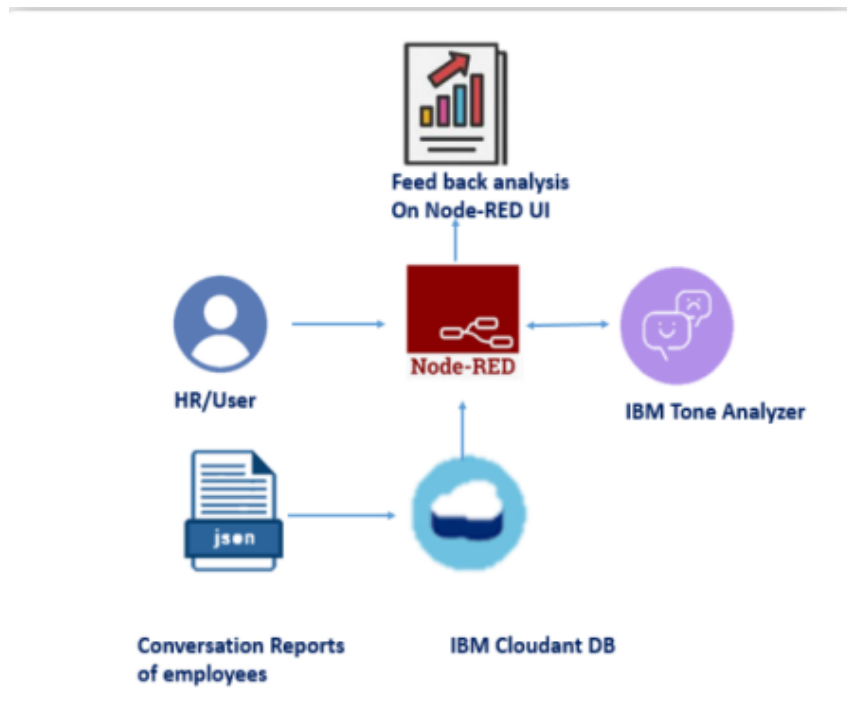 Feed back analysis
On Node-RED UI
Node-RED
HR/User
IBM Tone Analyzer
json
Conversation Reports
of employees
IBM Cloudant DB